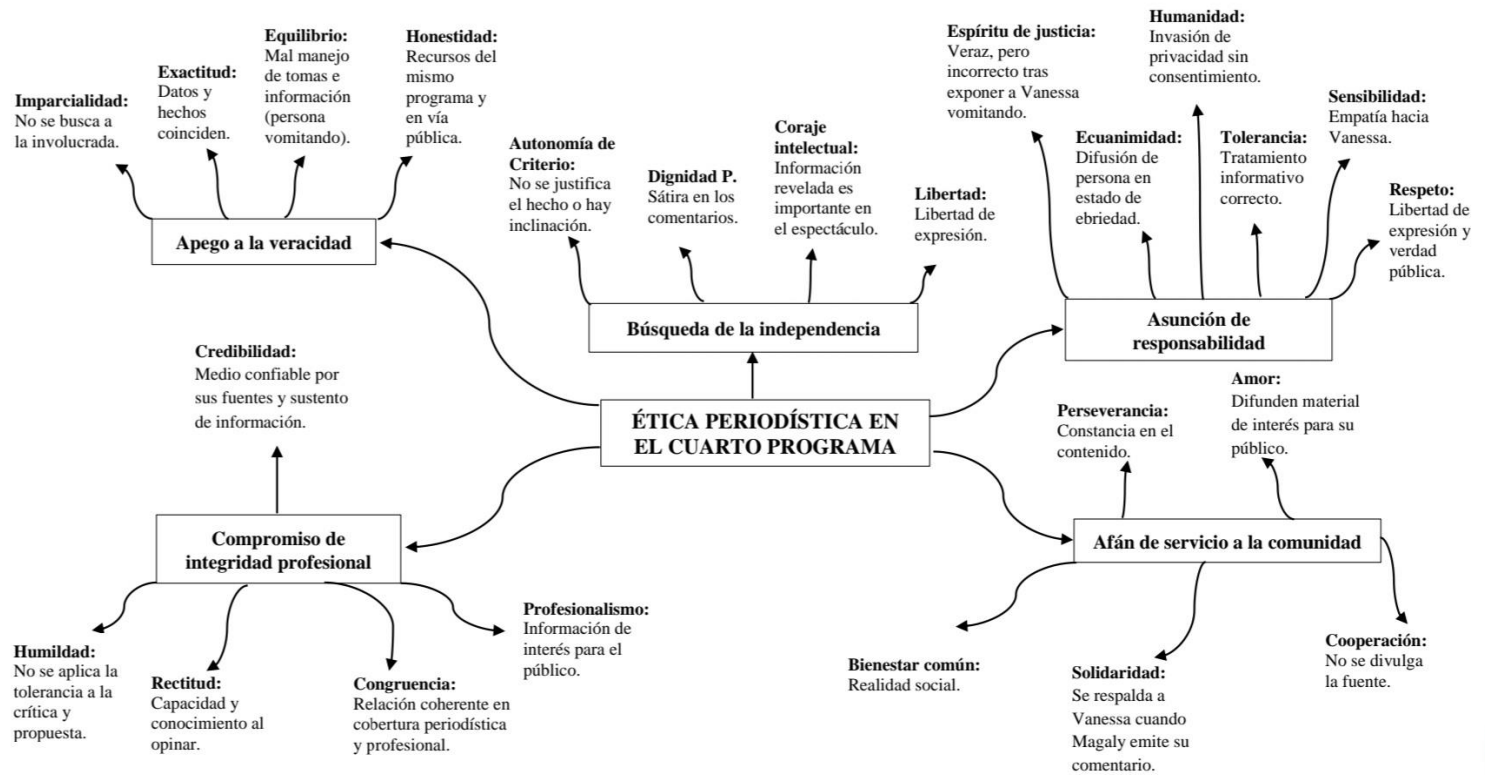 Imparcialidad:
No se busca a
la involucrada.
Exactitud:
Datos y
hechos
coinciden.
Equilibrio:
Mal manejo
de tomas e
información
(persona
vomitando).
Honestidad:
Recursos del
mismo
programa y
en vía
pública.
Apego a la veracidad
Autonomía de
Criterio:
No se justifica
el hecho o hay
inclinación.
Dignidad P.
Sátira en los
comentarios.
Coraje
intelectual:
Información
revelada es
importante en
el espectáculo.
Libertad:
Libertad de
expresión.
Búsqueda de la independencia
Espíritu de justicia:
Veraz, pero
incorrecto tras
exponer a Vanessa
vomitando.
Ecuanimidad:
Difusión de
persona en
estado de
ebriedad.
Humanidad:
Invasión de
privacidad sin
consentimiento.
Tolerancia:
Tratamiento
informativo
correcto.
Sensibilidad:
Empatía hacia
Vanessa.
Respeto:
Libertad de
expresión y
verdad
pública.
Asunción de
responsabilidad
ÉTICA PERIODÍSTICA EN
EL CUARTO PROGRAMA
Credibilidad:
Medio confiable por
sus fuentes y sustento
de información.
Compromiso de
integridad profesional
Humildad:
No se aplica la
tolerancia a la
crítica y
propuesta.
Rectitud:
Capacidad y
conocimiento al
opinar.
Congruencia:
Relación coherente en
cobertura periodística
y profesional.
Profesionalismo:
Información de
interés para el
público.
Perseverancia:
Constancia en el
contenido.
Amor:
Difunden material
de interés para su
público.
Afán de servicio a la comunidad
Bienestar común:
Realidad social.
Solidaridad:
Se respalda a
Vanessa cuando
Magaly emite su
comentario.
Cooperación:
No se divulga
la fuente.